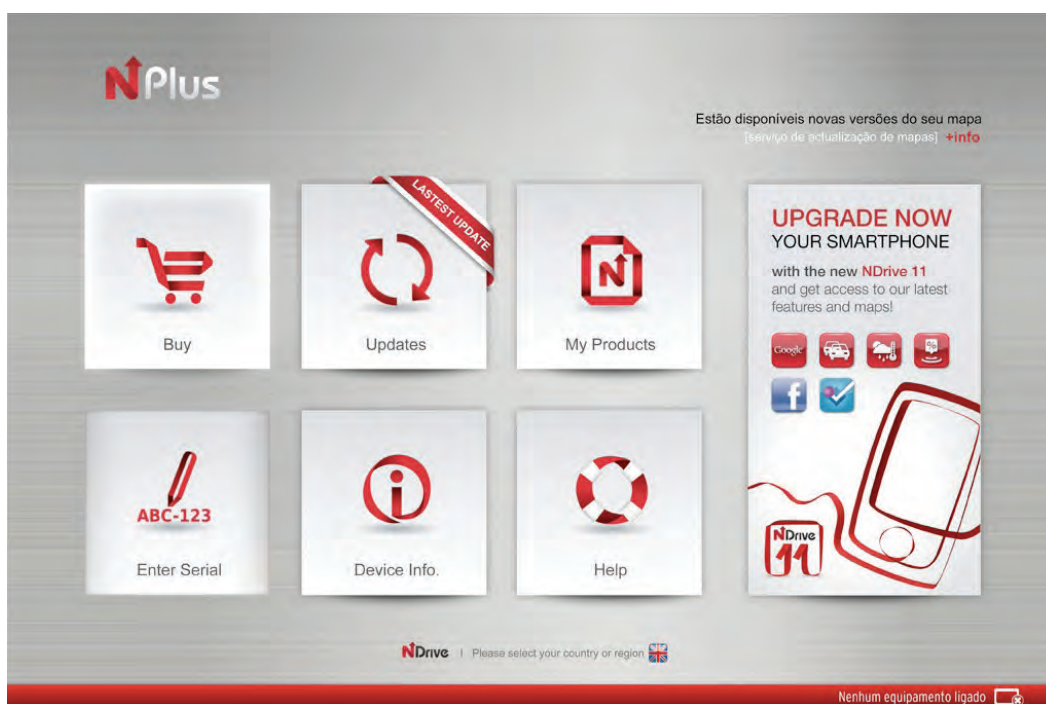 NPlus
Estão disponíveis novas versões do seu mapa
[serviço de actualização de mapas] +info
LASTEST UPDATE
Buy
Updates
My Products
UPGRADE NOW
YOUR SMARTPHONE
with the new NDrive 11
and get access to our latest
features and maps!
Google
%
f
ABC-123
Enter Serial
Device Info.
Help
NDrive
11
NDrive | Please select your country or region
Nenhum equipamento ligado